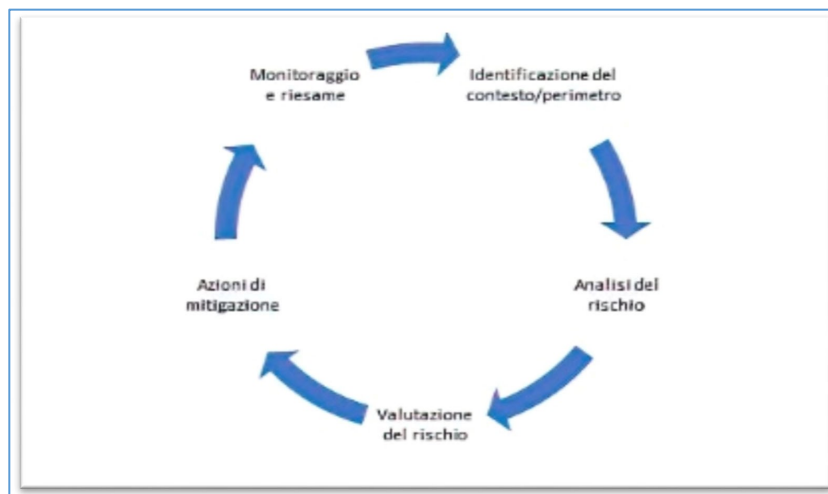 Monitoraggio
e riesame
Identificazione del
contesto/perimetro
Analisi del
rischio
Valutazione
del rischio
Azioni di
mitigazione